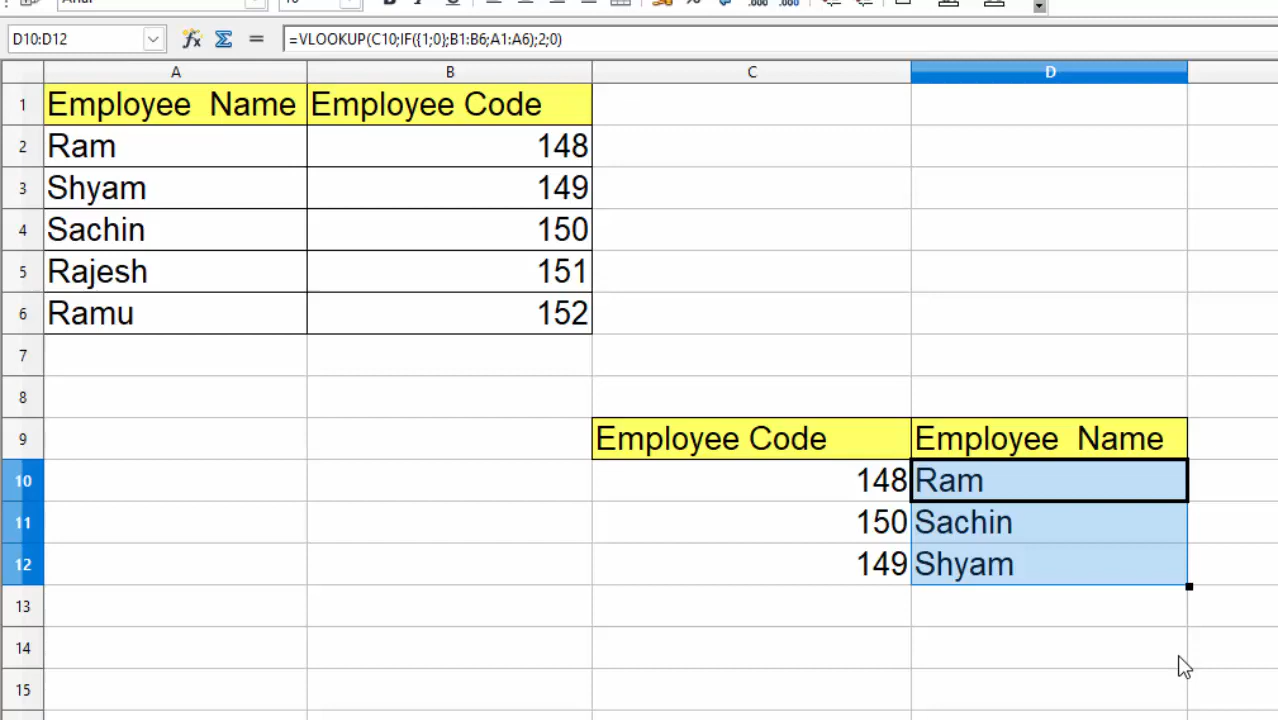 D10:D12
=VLOOKUP(C10;IF({1;0};B1:B6;A1:A6);2;0)
A B C D
1 Employee  Name Employee Code
2 Ram 148
3 Shyam 149
4 Sachin 150
5 Rajesh 151
6 Ramu 152
7
8
9 Employee Code Employee  Name
10 148 Ram
11 150 Sachin
12 149 Shyam
13
14
15